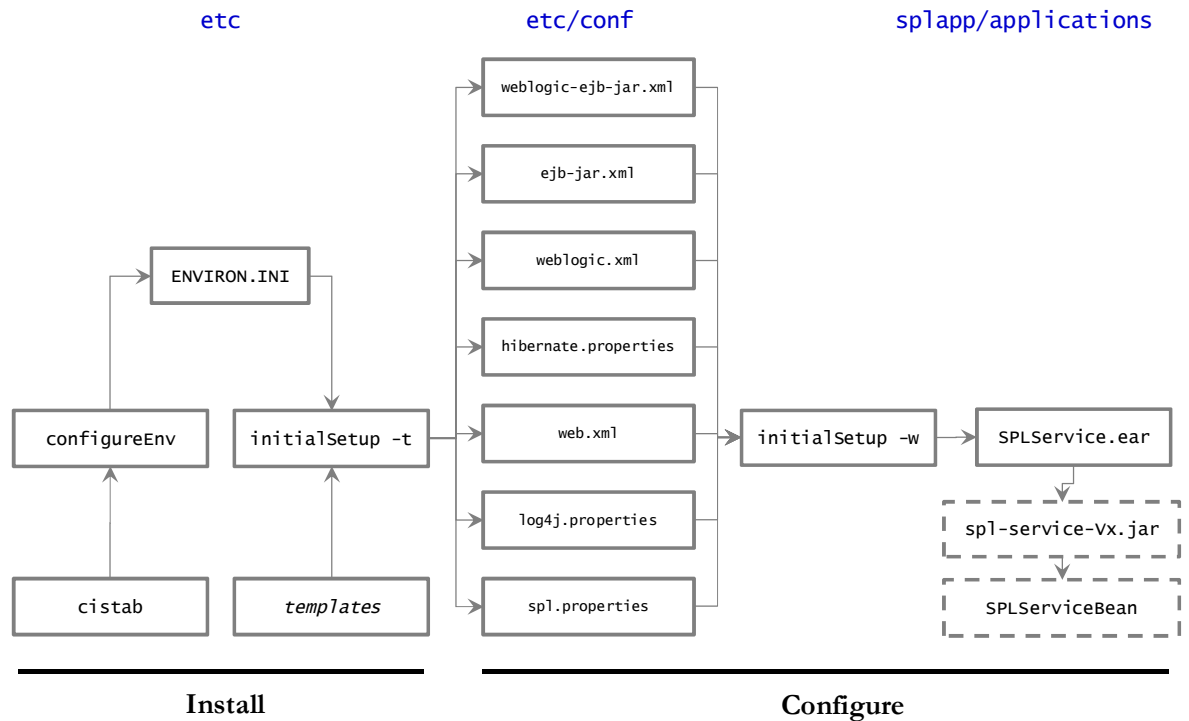 etc
etc/conf
splapp/applications
weblogic-ejb-jar.xml
ejb-jar.xml
weblogic.xml
hibernate.properties
web.xml
log4j.properties
spl.properties
ENVIRON.INI
configureEnv
initialSetup -t
cistab
templates
initialSetup -w
SPLService.ear
spl-service-Vx.jar
SPLServiceBean
Install
Configure